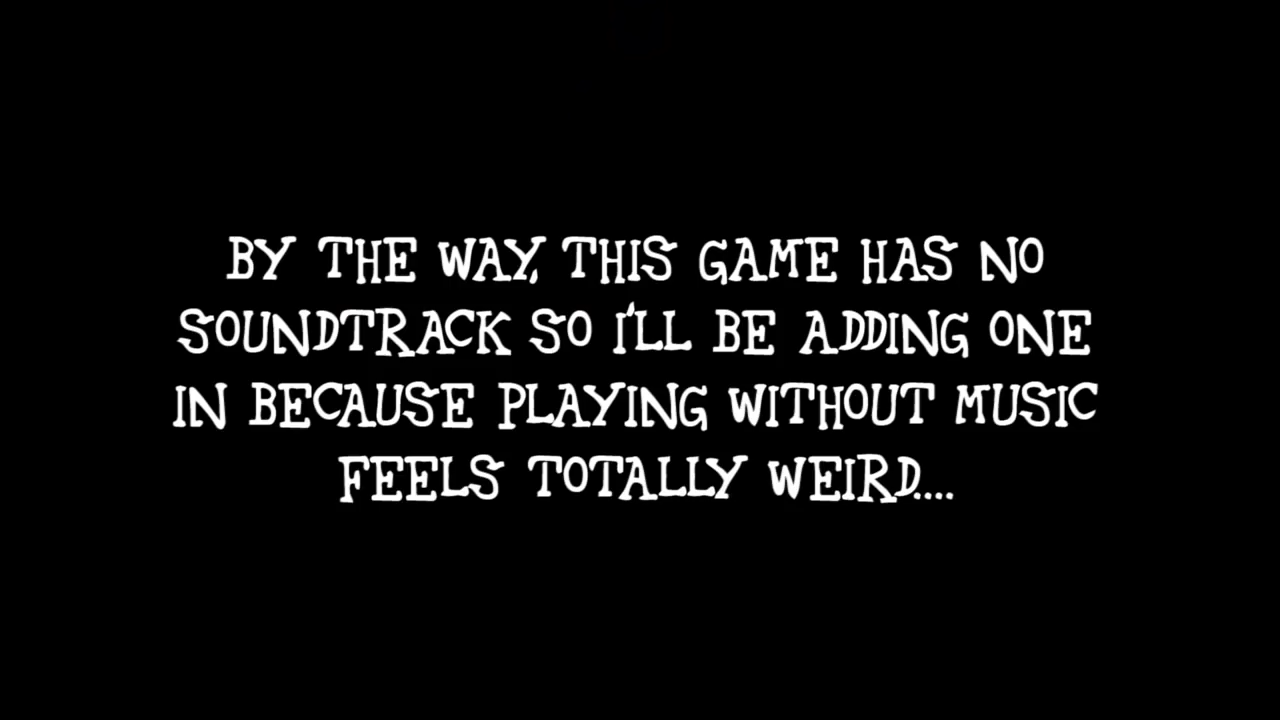 BY THE WAY, THIS GAME HAS NO
SOUNDTRACK SO I'LL BE ADDING ONE
IN BECAUSE PLAYING WITHOUT MUSIC
FEELS TOTALLY WEIRD....